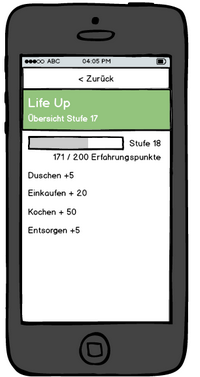 ABC 04:05 PM
< Zurück
Life Up
Übersicht Stufe 17
Stufe 18
171 / 200 Erfahrungspunkte
Duschen +5
Einkaufen + 20
Kochen + 50
Entsorgen +5